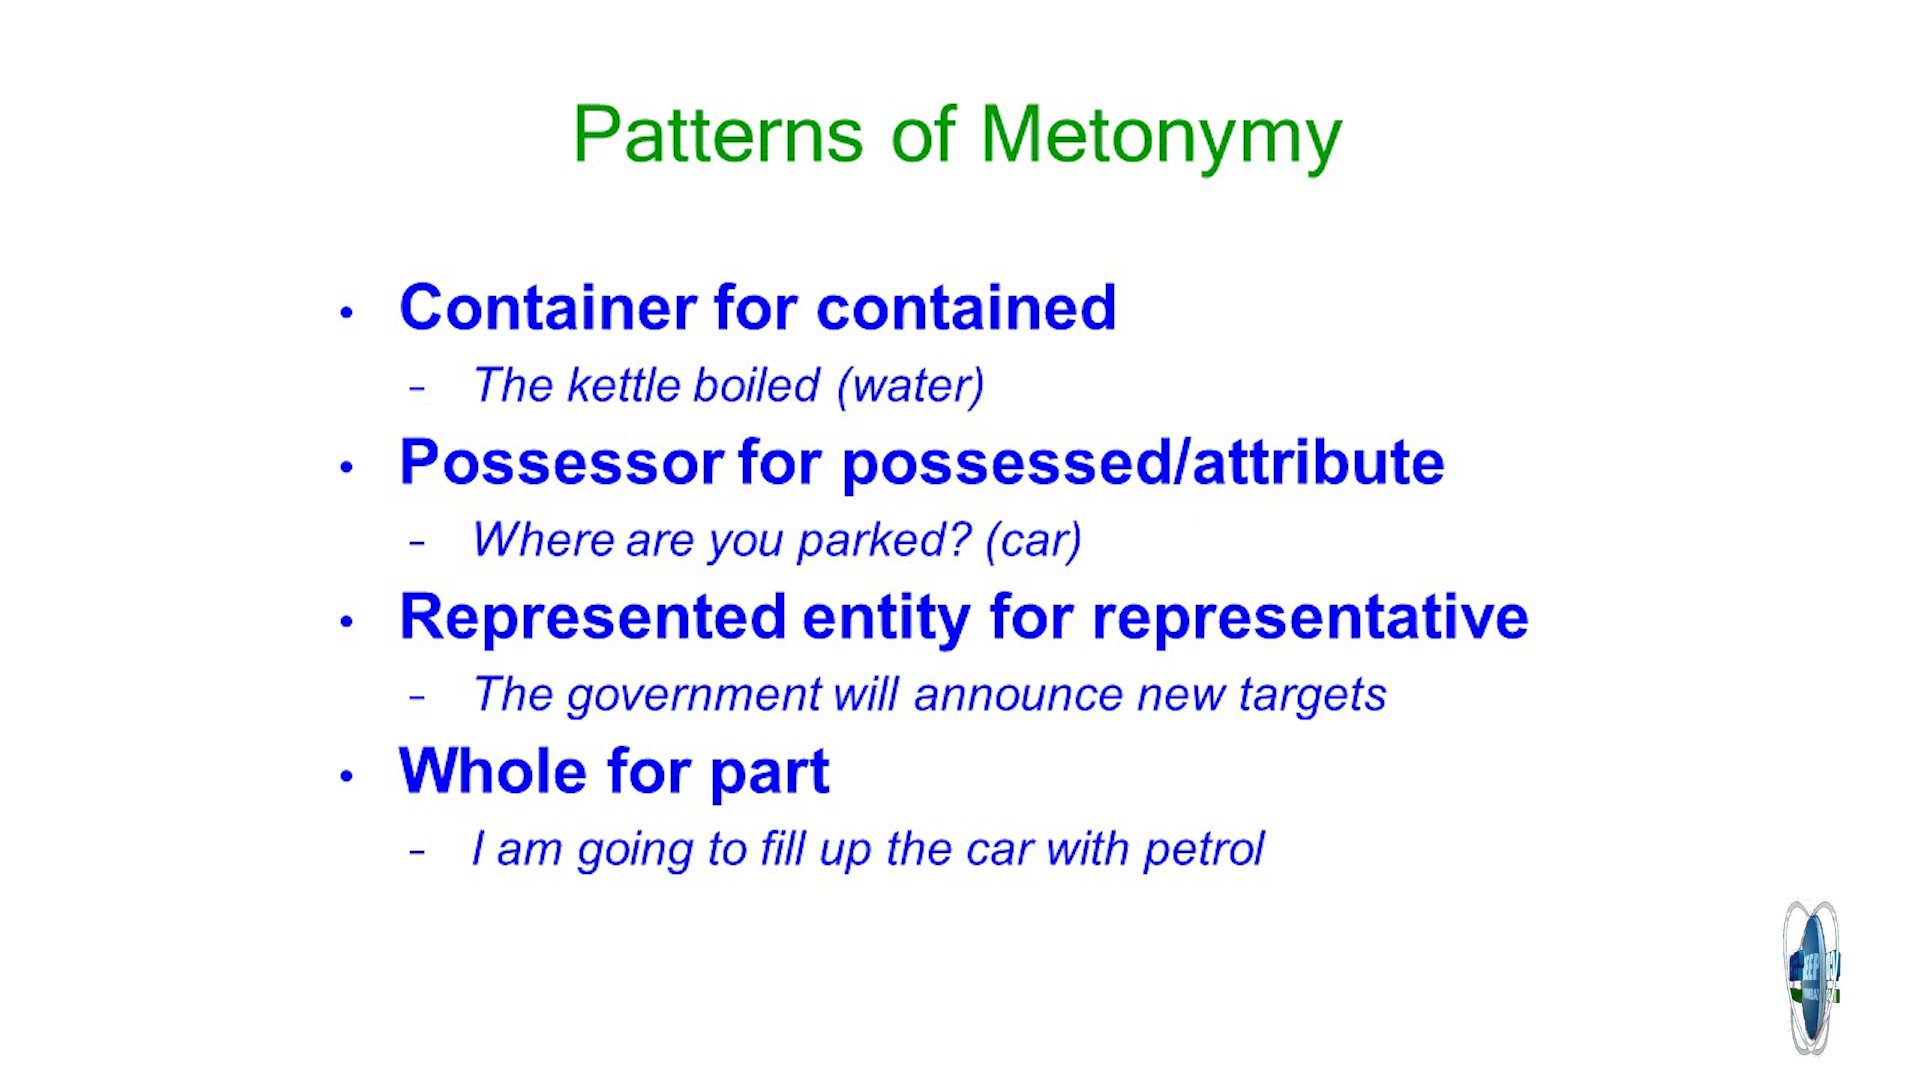 Patterns of Metonymy
• Container for contained
– The kettle boiled (water)
• Possessor for possessed/attribute
– Where are you parked? (car)
• Represented entity for representative
– The government will announce new targets
• Whole for part
– I am going to fill up the car with petrol